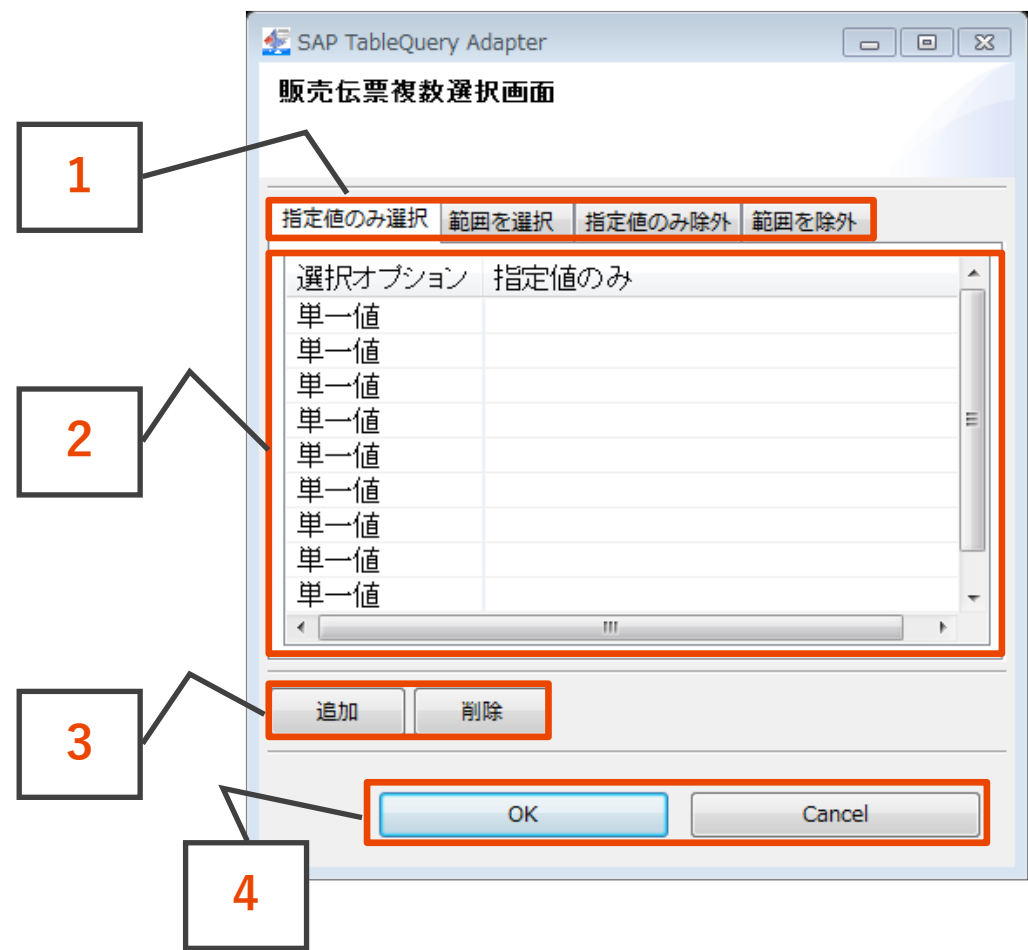 SAP TableQuery Adapter
販売伝票複数選択画面
1
指定値のみ選択 範囲を選択 指定値のみ除外 範囲を除外
選択オプション 指定値のみ
単一値
単一値
単一値
単一値
2
単一値
単一値
単一値
単一値
単一値
追加 削除
3
OK Cancel
4